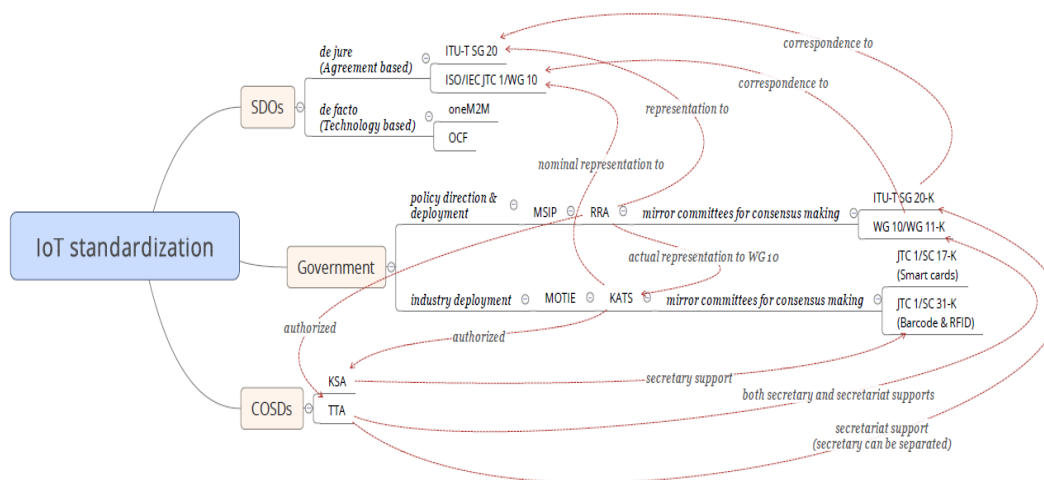 IoT standardization
SDOs
de jure
(Agreement based)
ITU-T SG 20
ISO/IEC JTC 1/WG 10
de facto
(Technology based)
oneM2M
OCF
correspondence to
correspondence to
representation to
nominal representation to
Government
policy direction &
deployment
MSIP
RRA
mirror committees for consensus making
ITU-T SG 20-K
WG 10/WG 11-K
actual representation to WG 10
industry deployment
MOTIE
KATS
mirror committees for consensus making
JTC 1/SC 17-K
(Smart cards)
JTC 1/SC 31-K
(Barcode & RFID)
authorized
authorized
COSDs
KSA
TTA
secretary support
both secretary and secretariat supports
secretariat support
(secretary can be separated)